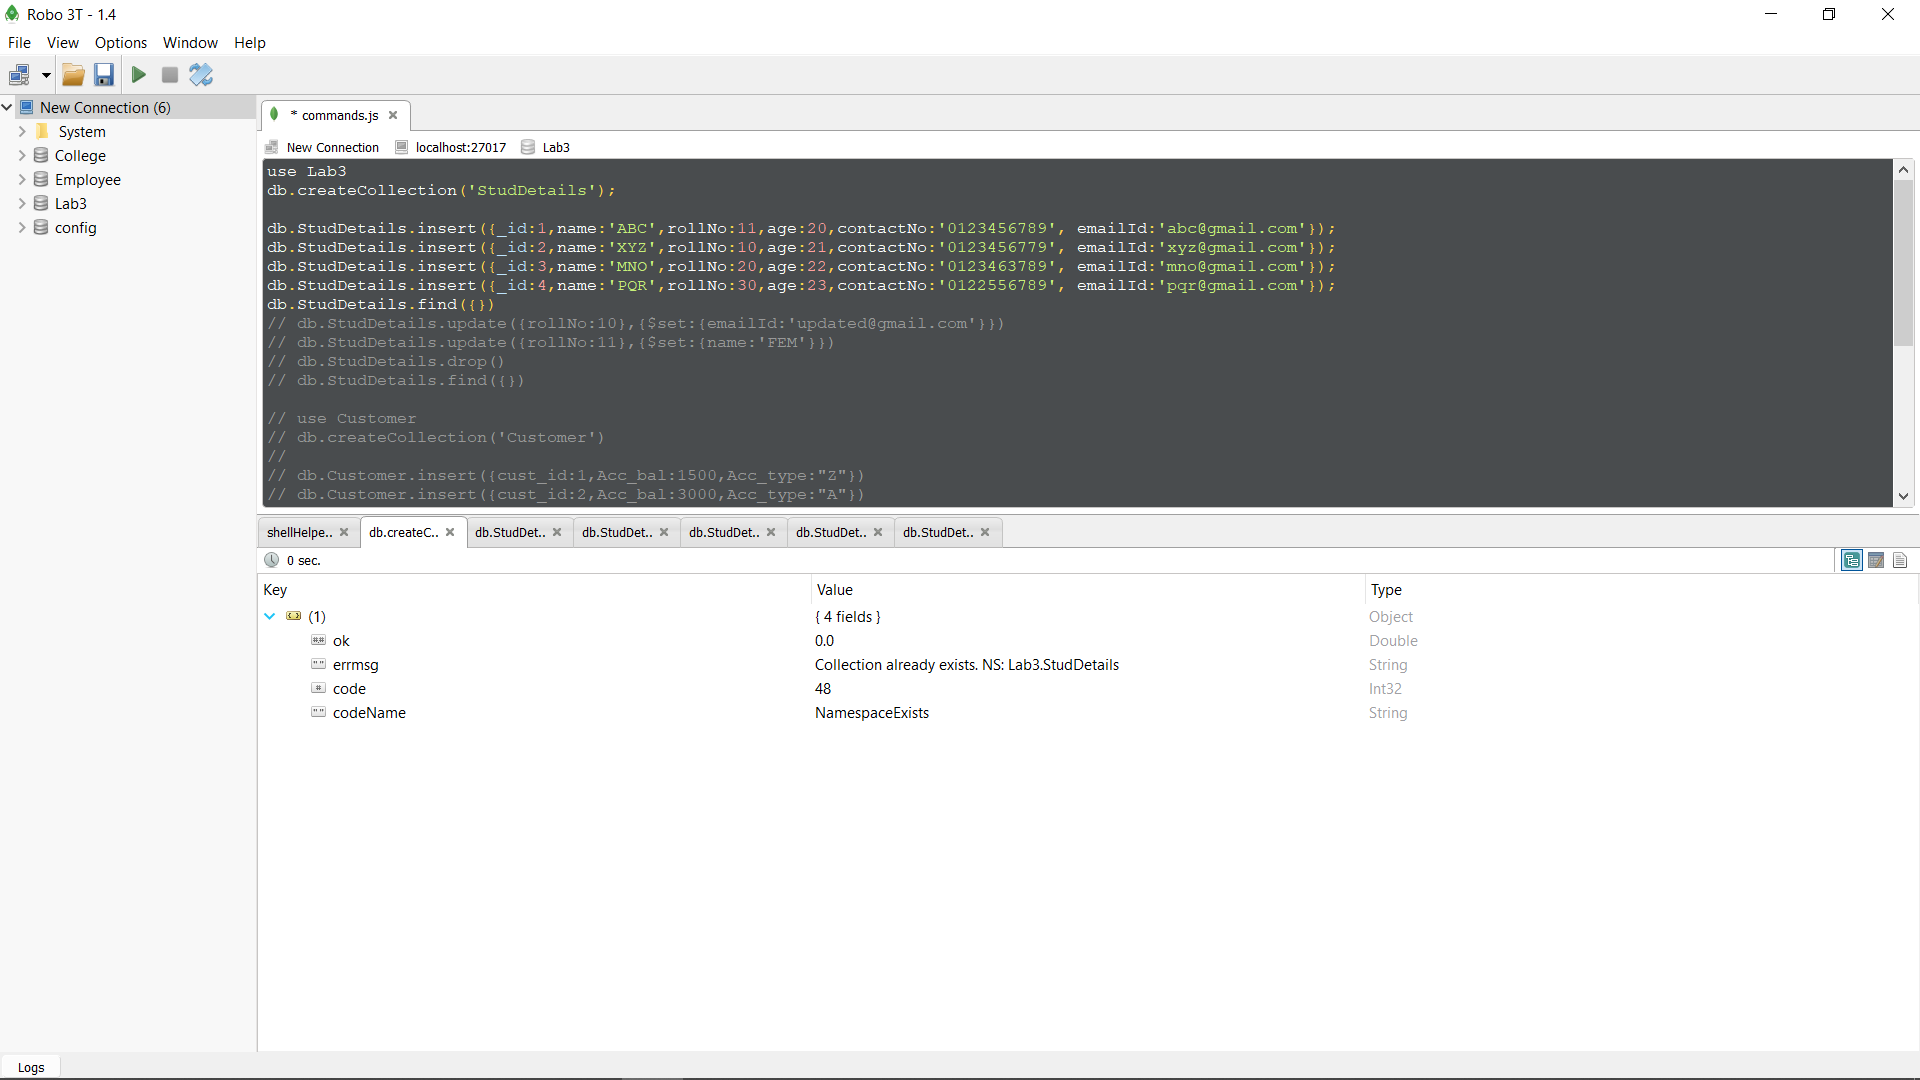 Robo 3T - 1.4
File View Options Window Help
New Connection (6)
System
College
Employee
Lab3
config
* commands.js
New Connection localhost:27017 Lab3
use Lab3
db.createCollection('StudDetails');
db.StudDetails.insert({_id:1,name:'ABC',rollNo:11,age:20,contactNo:'0123456789', emailId:'abc@gmail.com'});
db.StudDetails.insert({_id:2,name:'XYZ',rollNo:10,age:21,contactNo:'0123456779', emailId:'xyz@gmail.com'});
db.StudDetails.insert({_id:3,name:'MNO',rollNo:20,age:22,contactNo:'0123463789', emailId:'mno@gmail.com'});
db.StudDetails.insert({_id:4,name:'PQR',rollNo:30,age:23,contactNo:'0122556789', emailId:'pqr@gmail.com'});
db.StudDetails.find({})
// db.StudDetails.update({rollNo:10},{$set:{emailId:'updated@gmail.com'}})
// db.StudDetails.update({rollNo:11},{$set:{name:'FEM'}})
// db.StudDetails.drop()
// db.StudDetails.find({})
// use Customer
// db.createCollection('Customer')
//
// db.Customer.insert({cust_id:1,Acc_bal:1500,Acc_type:"Z"})
// db.Customer.insert({cust_id:2,Acc_bal:3000,Acc_type:"A"})
shellHelpe.. db.createC.. db.StudDet.. db.StudDet.. db.StudDet.. db.StudDet.. db.StudDet..
0 sec.
Key Value Type
(1) { 4 fields } Object
ok 0.0 Double
errmsg Collection already exists. NS: Lab3.StudDetails String
code 48 Int32
codeName NamespaceExists String
Logs